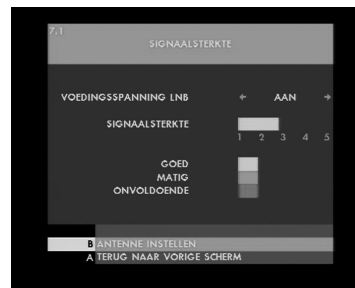 7.1
SIGNAALSTERKTE
VOEDINGSSPANNING LNB ← AAN →
SIGNAALSTERKTE
1 2 3 4 5
GOED
MATIG
ONVOLDOENDE
B ANTENNE INSTELLEN
A TERUG NAAR VORIGE SCHERM